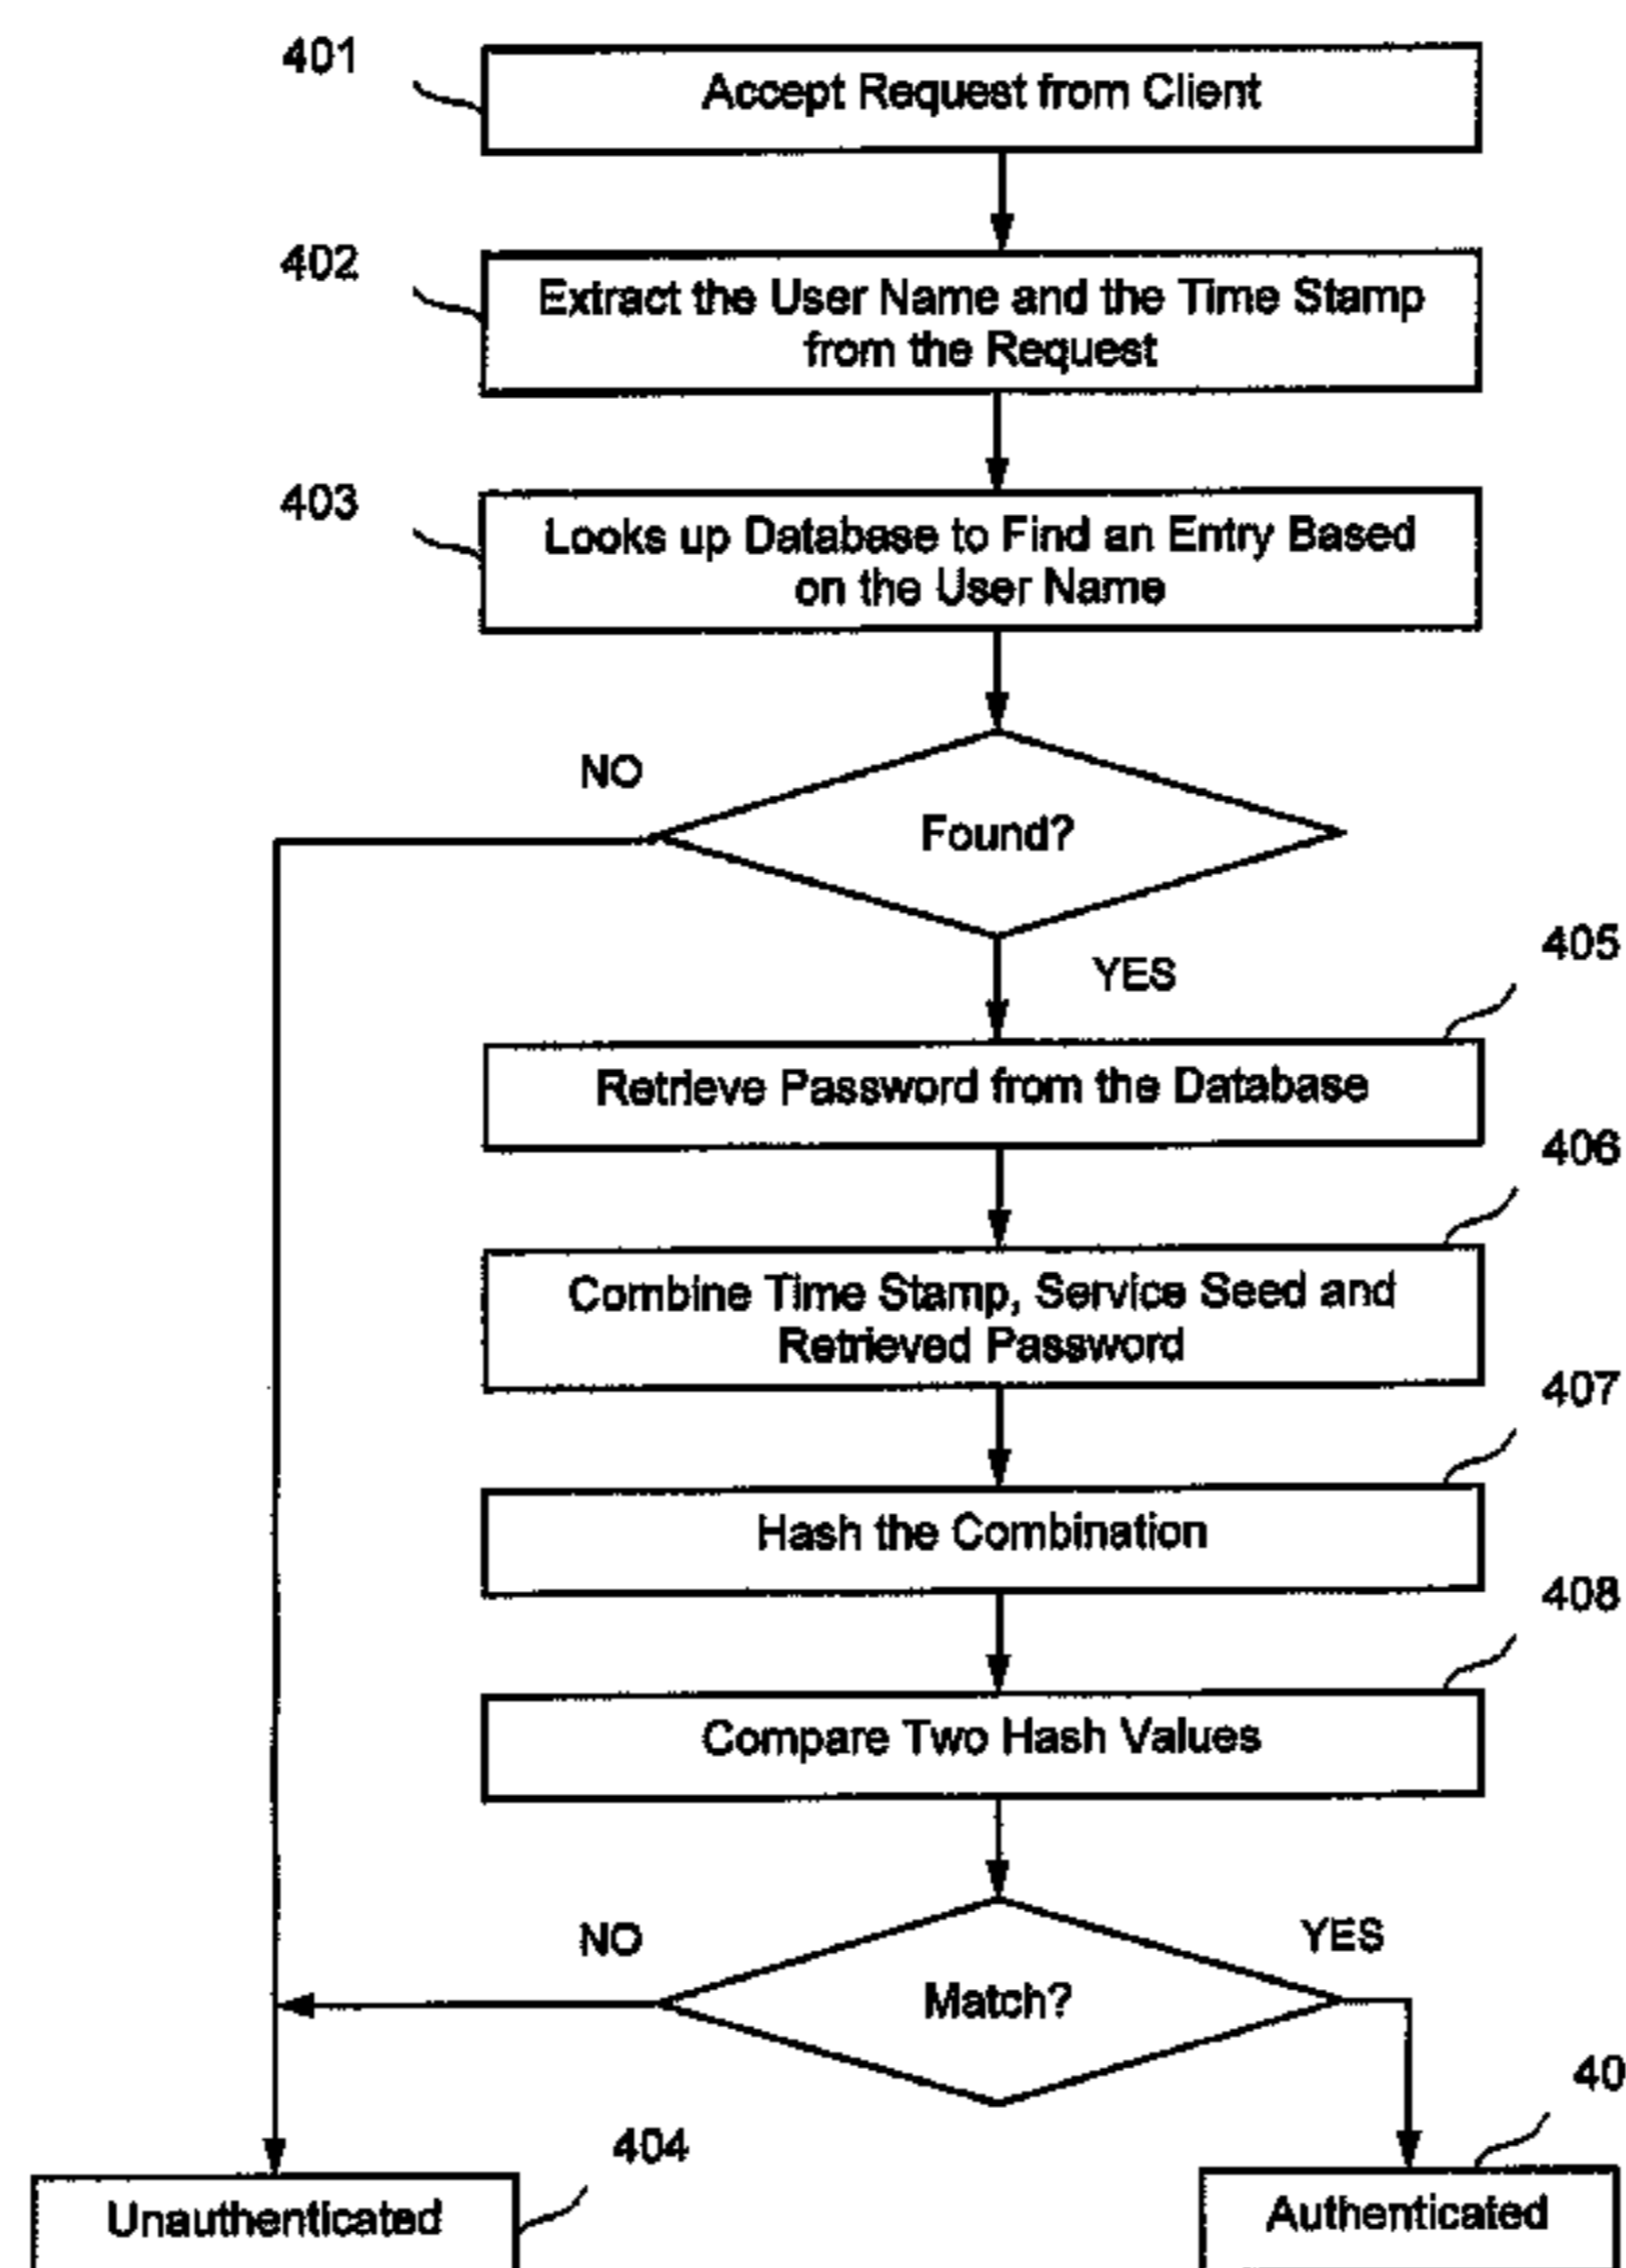 401
Accept Request from Client
402
Extract the User Name and the Time Stamp
from the Request
403
Looks up Database to Find an Entry Based
on the User Name
NO
Found?
YES
405
Retrieve Password from the Database
406
Combine Time Stamp, Service Seed and
Retrieved Password
407
Hash the Combination
408
Compare Two Hash Values
NO
Match?
YES
40
404
Unauthenticated
Authenticated